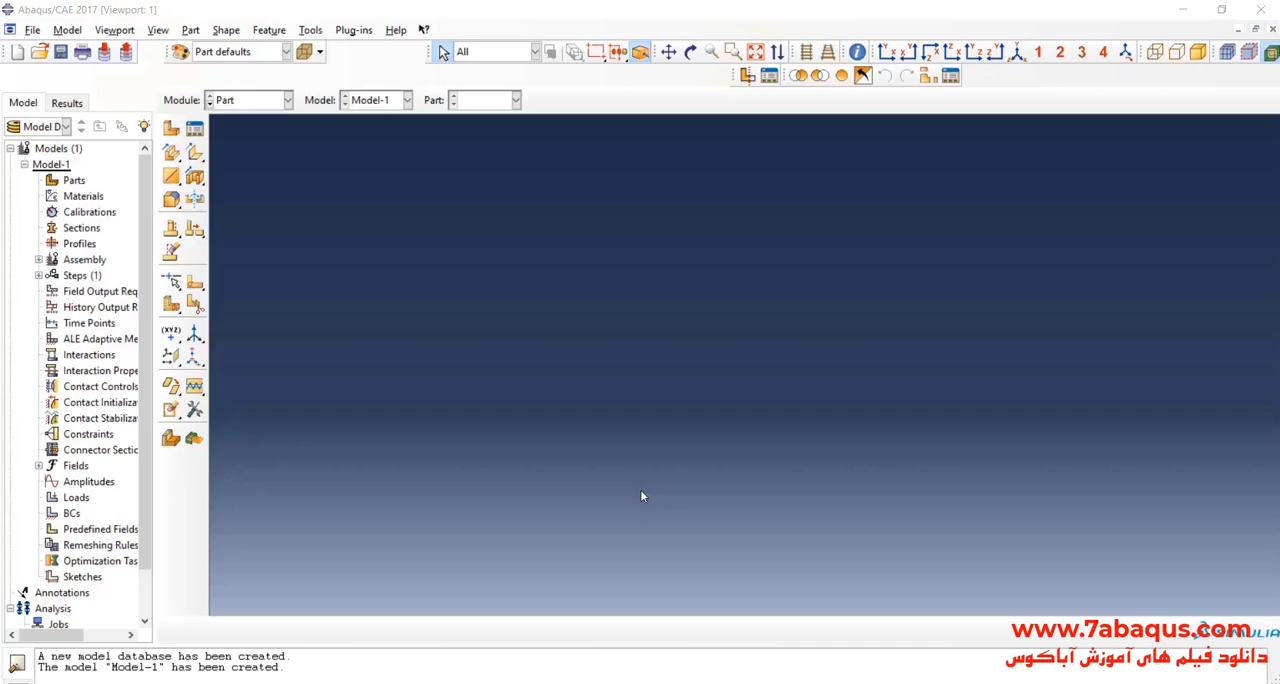 Abaqus/CAE 2017 [Viewport: 1]
File Model Viewport View Part Shape Feature Tools Plug-ins Help
Part defaults All 1 2 3 4
Model Results Module: Part Model: Model-1 Part:
Model D
Models (1)
Model-1
Parts
Materials
Calibrations
Sections
Profiles
Assembly
Steps (1)
Field Output Req
History Output R
Time Points
ALE Adaptive Me
Interactions
Interaction Prope
Contact Controls
Contact Initializa
Contact Stabiliza
Constraints
Connector Sectic
Fields
Amplitudes
Loads
BCs
Predefined Fields
Remeshing Rules
Optimization Tas
Sketches
Annotations
Analysis
Jobs
(XYZ)
www.7abaqus.com
دانلود فیلم های آموزش آباکوس
A new model database has been created.
The model "Model-1" has been created.